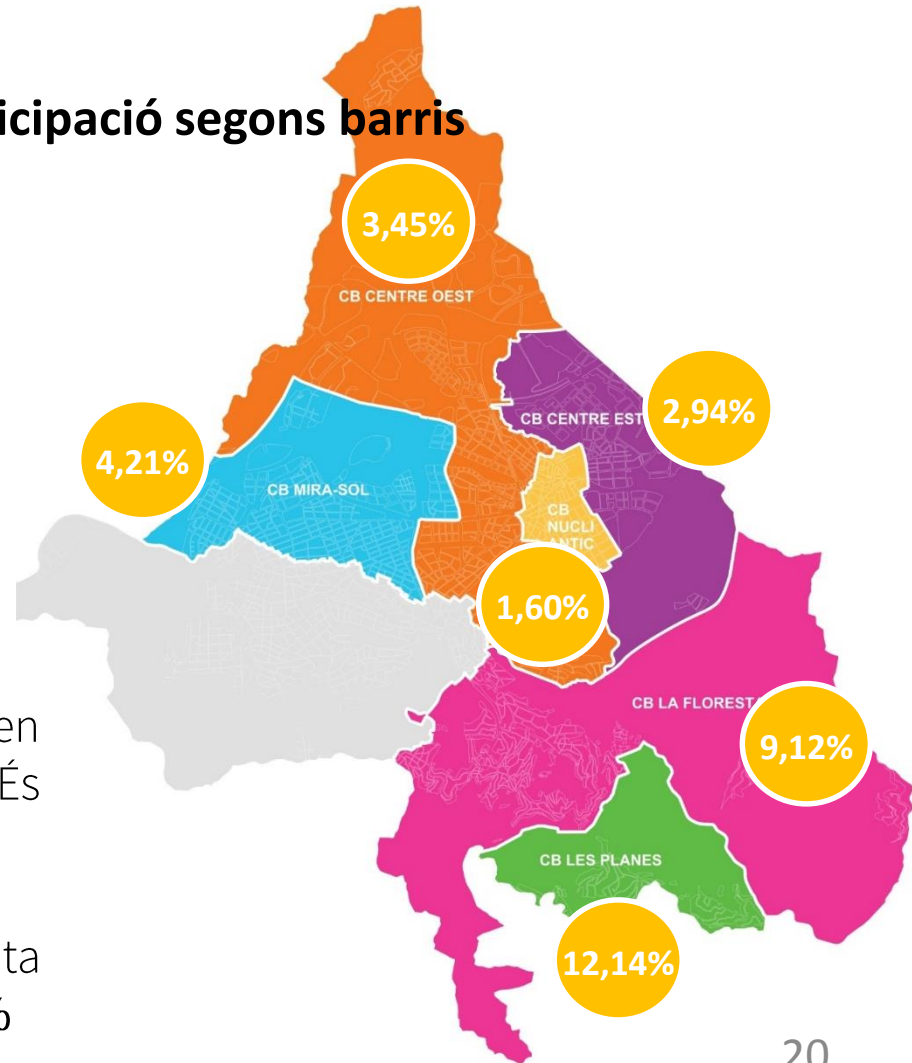 icipació segons barris
3,45%
CB CENTRE OEST
CB CENTRE EST
2,94%
4,21%
CB MIRA-SOL
CB
NUCLI
ANTIC
1,60%
en
És
CB LA FLORESTA
9,12%
CB LES PLANES
ta
12,14%
%
20